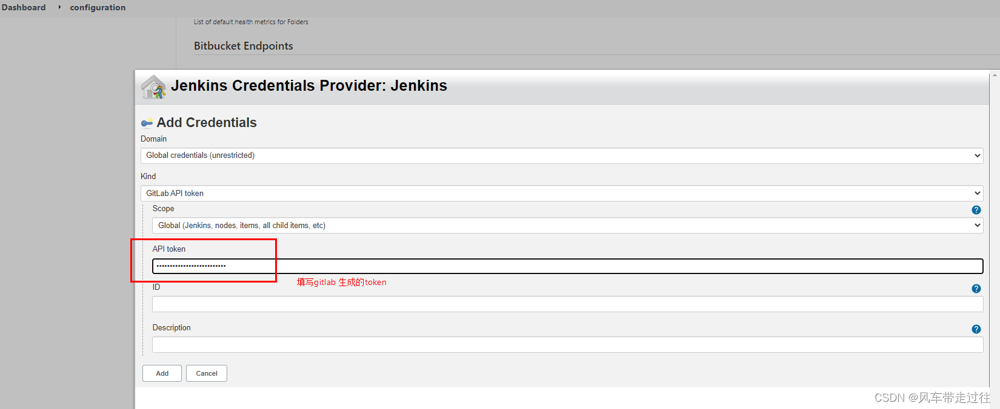 Dashboard configuration
List of default health metrics for Folders
Bitbucket Endpoints
Jenkins Credentials Provider: Jenkins
Add Credentials
Domain
Global credentials (unrestricted)
Kind
GitLab API token
Scope
Global (Jenkins, nodes, items, all child items, etc)
API token
••••••••••••••••••••••••••
填写gitlab 生成的token
ID
Description
Add Cancel
CSDN @风车带走过往